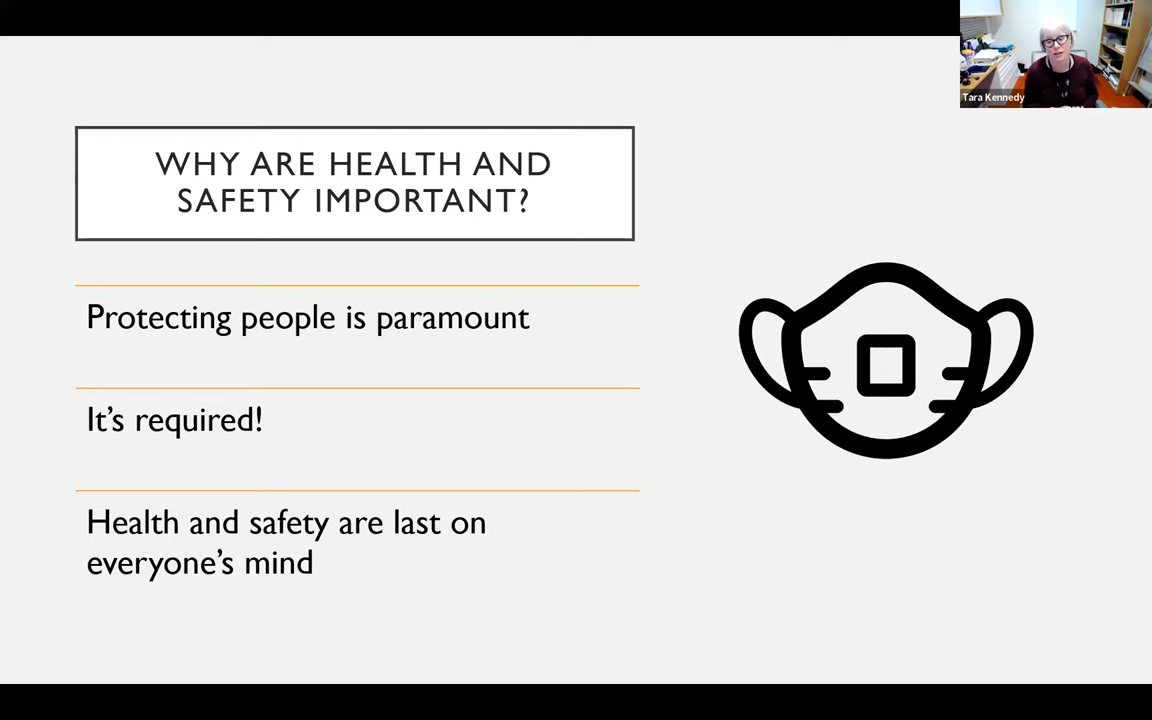 Tara Kennedy
WHY ARE HEALTH AND
SAFETY IMPORTANT?
Protecting people is paramount
It's required!
Health and safety are last on
everyone's mind